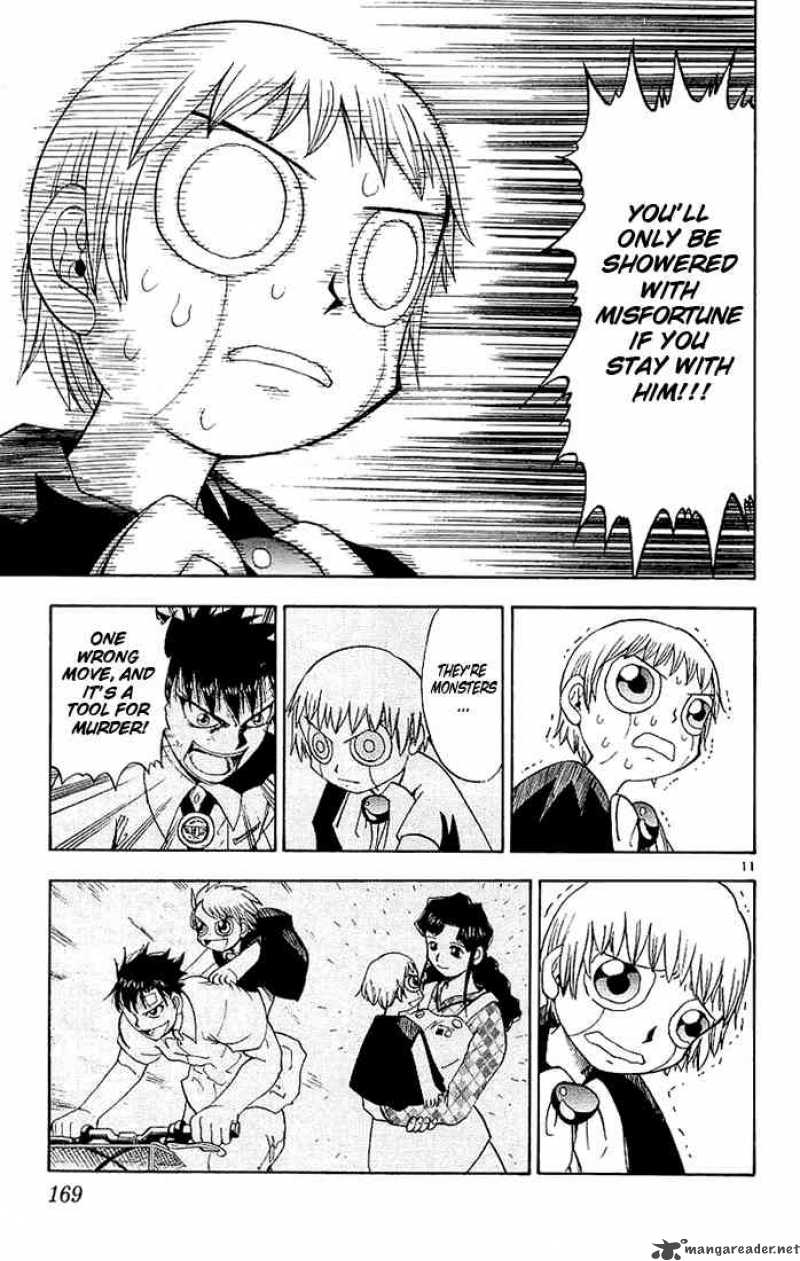 YOU'LL
ONLY BE
SHOWERED
WITH
MISFORTUNE
IF YOU
STAY WITH
HIM!!!
ONE
WRONG
MOVE, AND
IT'S A
TOOL FOR
MURDER!
THEY'RE
MONSTERS
...
11
169
mangareader.net